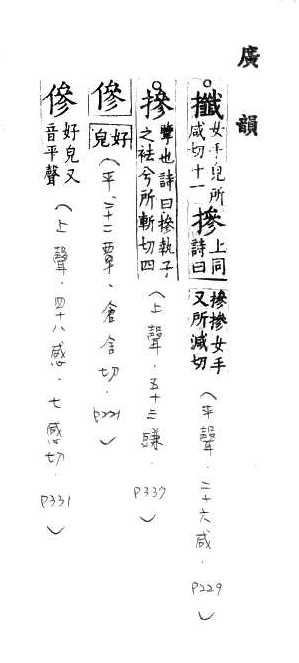 廣韻
攕女手皃所咸切十一摻上同詩曰摻摻女手又所減切(平聲.二十六咸.P229)
摻擥也詩曰摻執子之袪今所斬切四(上聲.五十三豏.P337)
傪好皃(平.二十二覃.倉含切.P221)
傪好皃又音平聲(上聲.四十八感.七感切.P331)